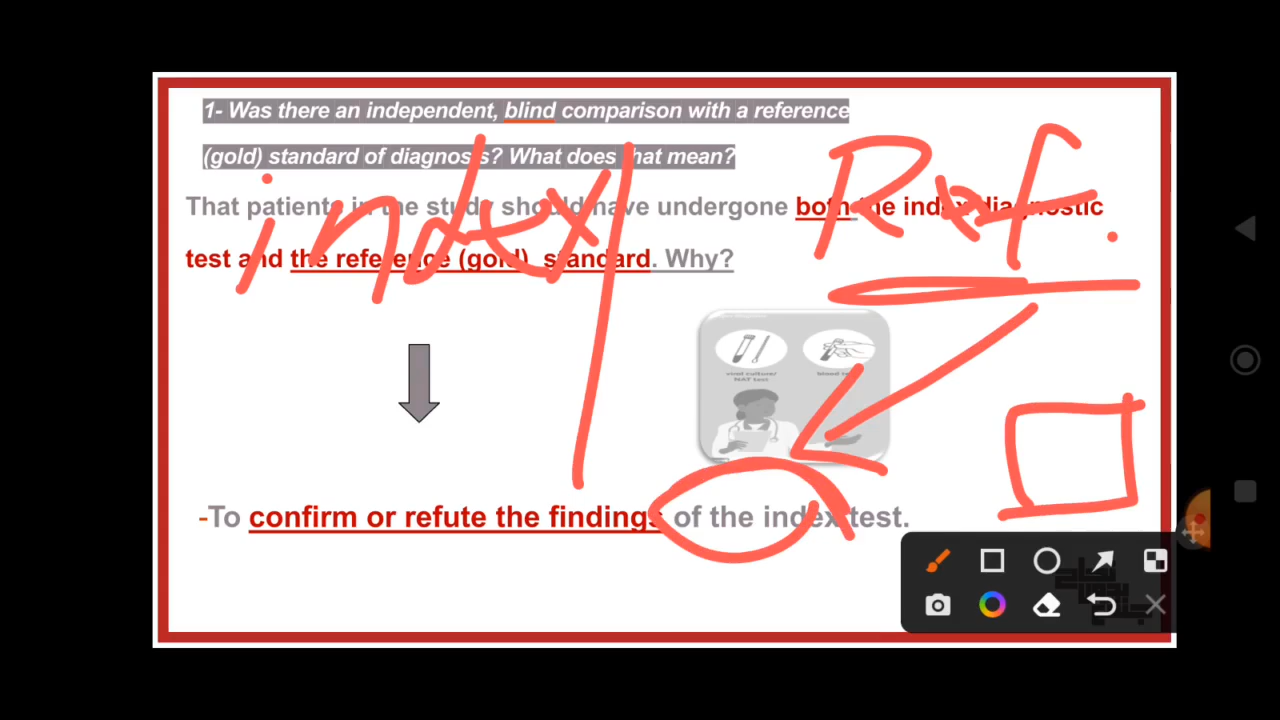 1- Was there an independent, blind comparison with a reference
(gold) standard of diagnosis? What does that mean?
That patients in the study should have undergone both the index diagnostic
test and the reference (gold) standard. Why?
index
Ref.
-To confirm or refute the findings of the index test.